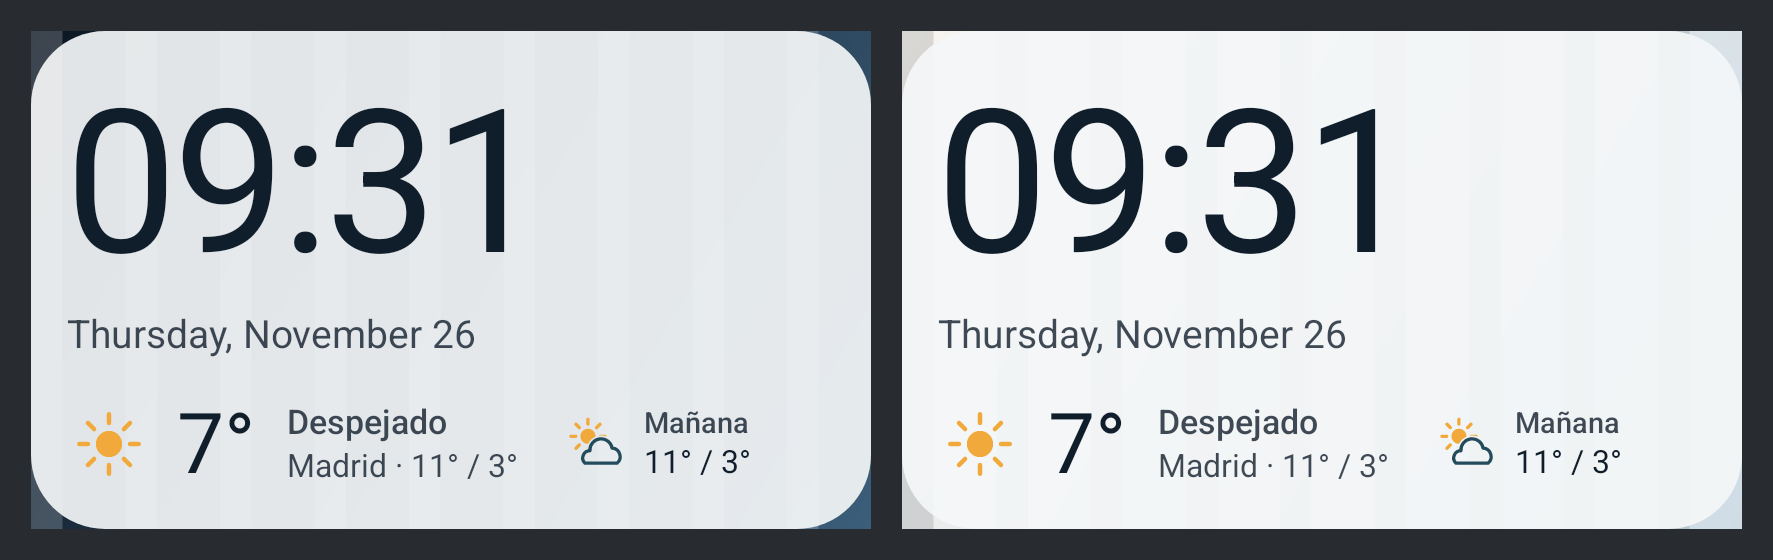 09:31
Thursday, November 26
7°
Despejado
Madrid · 11° / 3°
Mañana
11° / 3°
09:31
Thursday, November 26
7°
Despejado
Madrid · 11° / 3°
Mañana
11° / 3°